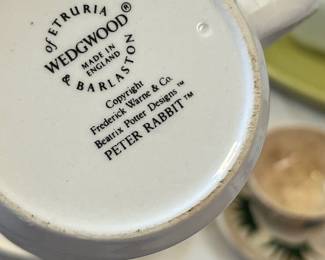 of ETRURIA
WEDGWOOD®
MADE IN
ENGLAND
& BARLASTON
Copyright
Frederick Warne & Co.
Beatrix Potter Designs™
PETER RABBIT™